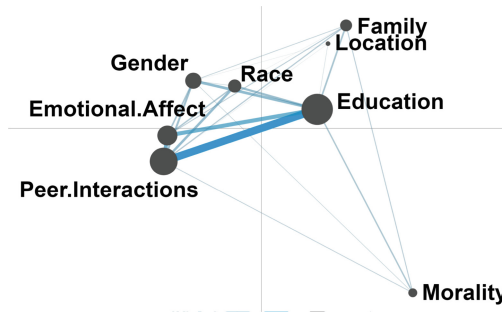 Family
Location
Gender
Race
Emotional.Affect
Education
Peer.Interactions
Morality